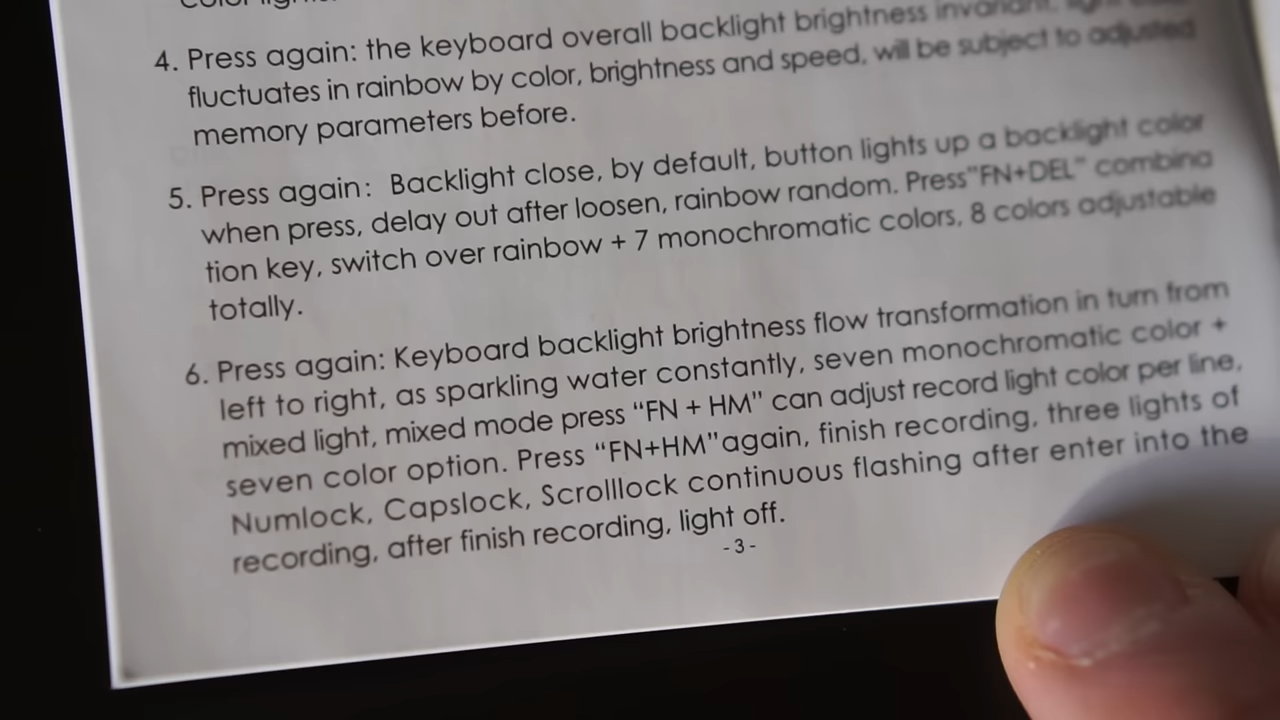 4. Press again: the keyboard overall backlight brightness invariant, light
fluctuates in rainbow by color, brightness and speed, will be subject to adjusted
memory parameters before.
5. Press again: Backlight close, by default, button lights up a backlight color
when press, delay out after loosen, rainbow random. Press"FN+DEL" combina
tion key, switch over rainbow + 7 monochromatic colors, 8 colors adjustable
totally.
6. Press again: Keyboard backlight brightness flow transformation in turn from
left to right, as sparkling water constantly, seven monochromatic color +
mixed light, mixed mode press “FN + HM” can adjust record light color per line,
seven color option. Press “FN+HM”again, finish recording, three lights of
Numlock, Capslock, Scrolllock continuous flashing after enter into the
recording, after finish recording, light off.
-3-